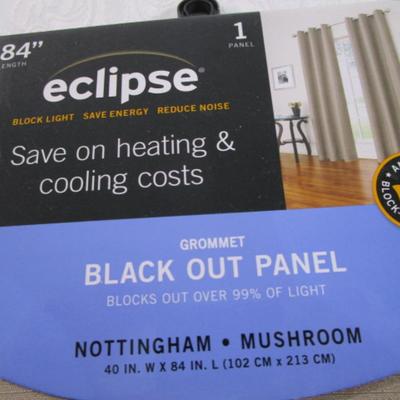 84"
LENGTH
1
PANEL
eclipse®
BLOCK LIGHT SAVE ENERGY REDUCE NOISE
Save on heating &
cooling costs
GROMMET
BLACK OUT PANEL
BLOCKS OUT OVER 99% OF LIGHT
NOTTINGHAM • MUSHROOM
40 IN. W X 84 IN. L (102 CM X 213 CM)